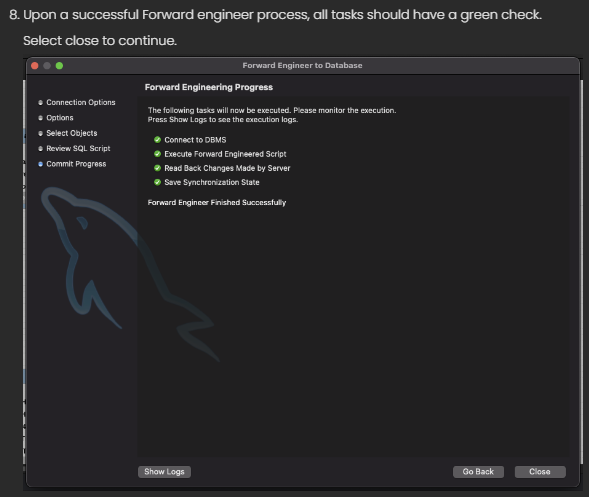 8. Upon a successful Forward engineer process, all tasks should have a green check.
Select close to continue.
Forward Engineer to Database
Forward Engineering Progress
Connection Options
Options
Select Objects
Review SQL Script
Commit Progress
The following tasks will now be executed. Please monitor the execution.
Press Show Logs to see the execution logs.
Connect to DBMS
Execute Forward Engineered Script
Read Back Changes Made by Server
Save Synchronization State
Forward Engineer Finished Successfully
Show Logs
Go Back
Close